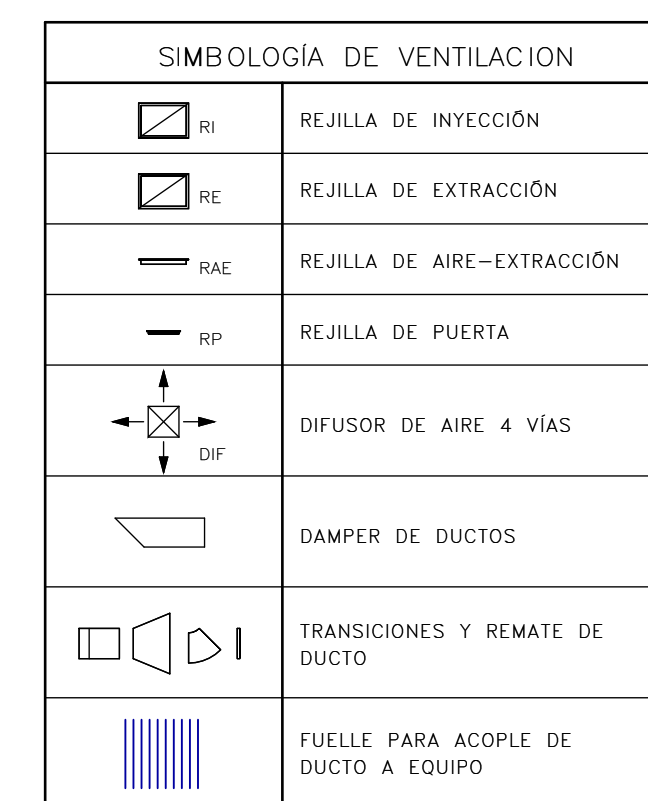 SIMBOLOGÍA DE VENTILACION
RI REJILLA DE INYECCIÓN
RE REJILLA DE EXTRACCIÓN
RAE REJILLA DE AIRE-EXTRACCIÓN
RP REJILLA DE PUERTA
DIF DIFUSOR DE AIRE 4 VÍAS
DAMPER DE DUCTOS
TRANSICIONES Y REMATE DE
DUCTO
FUELLE PARA ACOPLE DE
DUCTO A EQUIPO